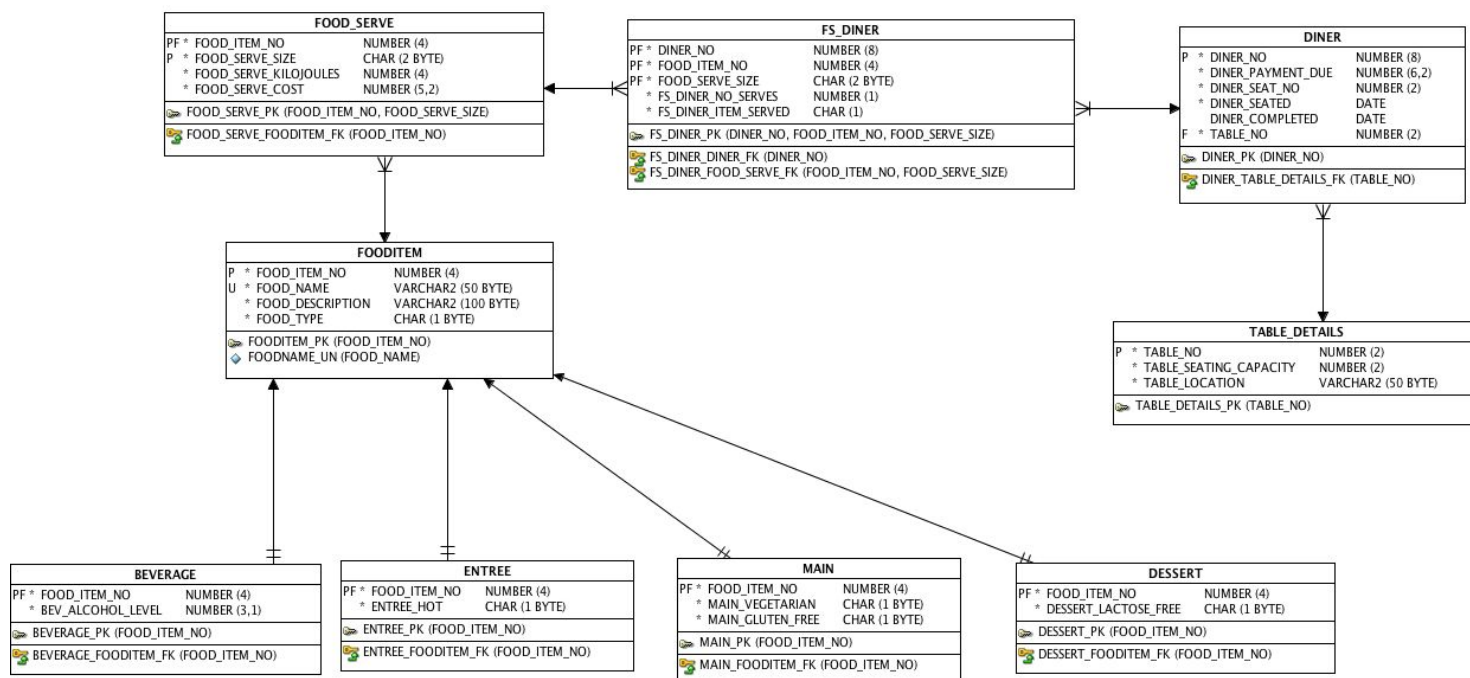 FOOD_SERVE
PF * FOOD_ITEM_NO NUMBER (4)
P * FOOD_SERVE_SIZE CHAR (2 BYTE)
* FOOD_SERVE_KILOJOULES NUMBER (4)
* FOOD_SERVE_COST NUMBER (5,2)
FOOD_SERVE_PK (FOOD_ITEM_NO, FOOD_SERVE_SIZE)
FOOD_SERVE_FOODITEM_FK (FOOD_ITEM_NO)
FS_DINER
PF * DINER_NO NUMBER (8)
PF * FOOD_ITEM_NO NUMBER (4)
PF * FOOD_SERVE_SIZE CHAR (2 BYTE)
* FS_DINER_NO_SERVES NUMBER (1)
* FS_DINER_ITEM_SERVED CHAR (1)
FS_DINER_PK (DINER_NO, FOOD_ITEM_NO, FOOD_SERVE_SIZE)
FS_DINER_DINER_FK (DINER_NO)
FS_DINER_FOOD_SERVE_FK (FOOD_ITEM_NO, FOOD_SERVE_SIZE)
DINER
P * DINER_NO NUMBER (8)
* DINER_PAYMENT_DUE NUMBER (6,2)
* DINER_SEAT_NO NUMBER (2)
* DINER_SEATED DATE
DINER_COMPLETED DATE
F * TABLE_NO NUMBER (2)
DINER_PK (DINER_NO)
DINER_TABLE_DETAILS_FK (TABLE_NO)
FOODITEM
P * FOOD_ITEM_NO NUMBER (4)
U * FOOD_NAME VARCHAR2 (50 BYTE)
* FOOD_DESCRIPTION VARCHAR2 (100 BYTE)
* FOOD_TYPE CHAR (1 BYTE)
FOODITEM_PK (FOOD_ITEM_NO)
FOODNAME_UN (FOOD_NAME)
TABLE_DETAILS
P * TABLE_NO NUMBER (2)
* TABLE_SEATING_CAPACITY NUMBER (2)
* TABLE_LOCATION VARCHAR2 (50 BYTE)
TABLE_DETAILS_PK (TABLE_NO)
BEVERAGE
PF * FOOD_ITEM_NO NUMBER (4)
* BEV_ALCOHOL_LEVEL NUMBER (3,1)
BEVERAGE_PK (FOOD_ITEM_NO)
BEVERAGE_FOODITEM_FK (FOOD_ITEM_NO)
ENTREE
PF * FOOD_ITEM_NO NUMBER (4)
* ENTREE_HOT CHAR (1 BYTE)
ENTREE_PK (FOOD_ITEM_NO)
ENTREE_FOODITEM_FK (FOOD_ITEM_NO)
MAIN
PF * FOOD_ITEM_NO NUMBER (4)
* MAIN_VEGETARIAN CHAR (1 BYTE)
* MAIN_GLUTEN_FREE CHAR (1 BYTE)
MAIN_PK (FOOD_ITEM_NO)
MAIN_FOODITEM_FK (FOOD_ITEM_NO)
DESSERT
PF * FOOD_ITEM_NO NUMBER (4)
* DESSERT_LACTOSE_FREE CHAR (1 BYTE)
DESSERT_PK (FOOD_ITEM_NO)
DESSERT_FOODITEM_FK (FOOD_ITEM_NO)